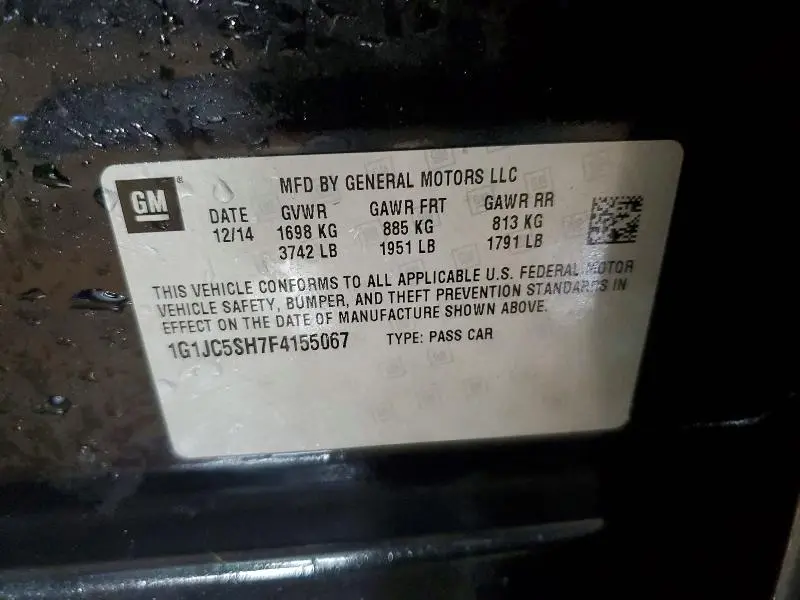 GM
MFD BY GENERAL MOTORS LLC
DATE GVWR GAWR FRT GAWR RR
12/14 1698 KG 885 KG 813 KG
3742 LB 1951 LB 1791 LB
THIS VEHICLE CONFORMS TO ALL APPLICABLE U.S. FEDERAL MOTOR
VEHICLE SAFETY, BUMPER, AND THEFT PREVENTION STANDARDS IN
EFFECT ON THE DATE OF MANUFACTURE SHOWN ABOVE.
1G1JC5SH7F4155067 TYPE: PASS CAR